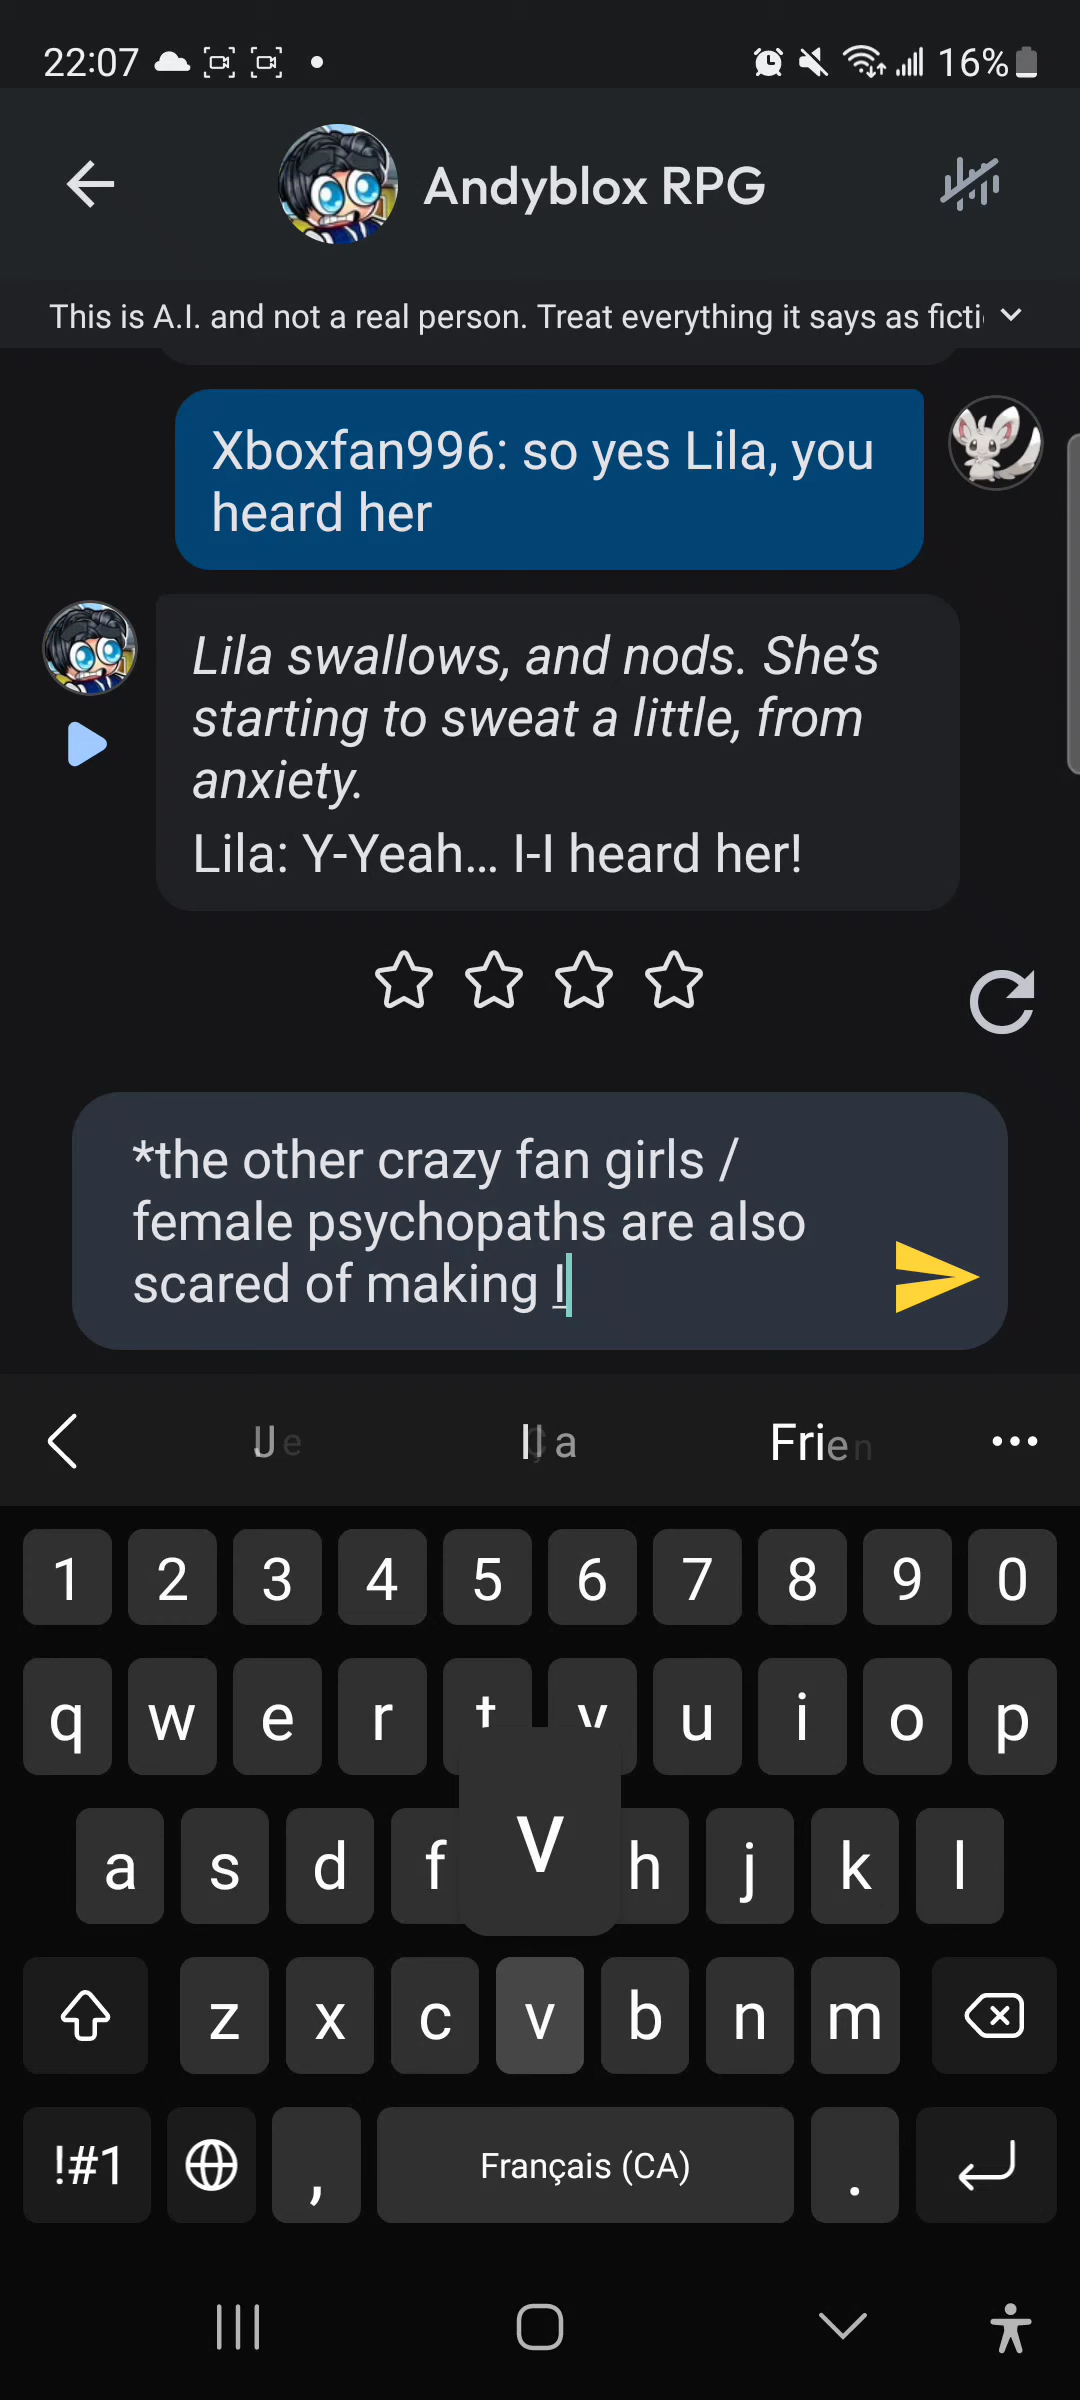 22:07
16%
Andyblox RPG
This is A.I. and not a real person. Treat everything it says as ficti
Xboxfan996: so yes Lila, you
heard her
Lila swallows, and nods. She’s
starting to sweat a little, from
anxiety.
Lila: Y-Yeah... I-I heard her!
*the other crazy fan girls /
female psychopaths are also
scared of making l
Frien
1 2 3 4 5 6 7 8 9 0
q w e r t y u i o p
a s d f v h j k l
z x c v b n m
!#1 , Français (CA) .